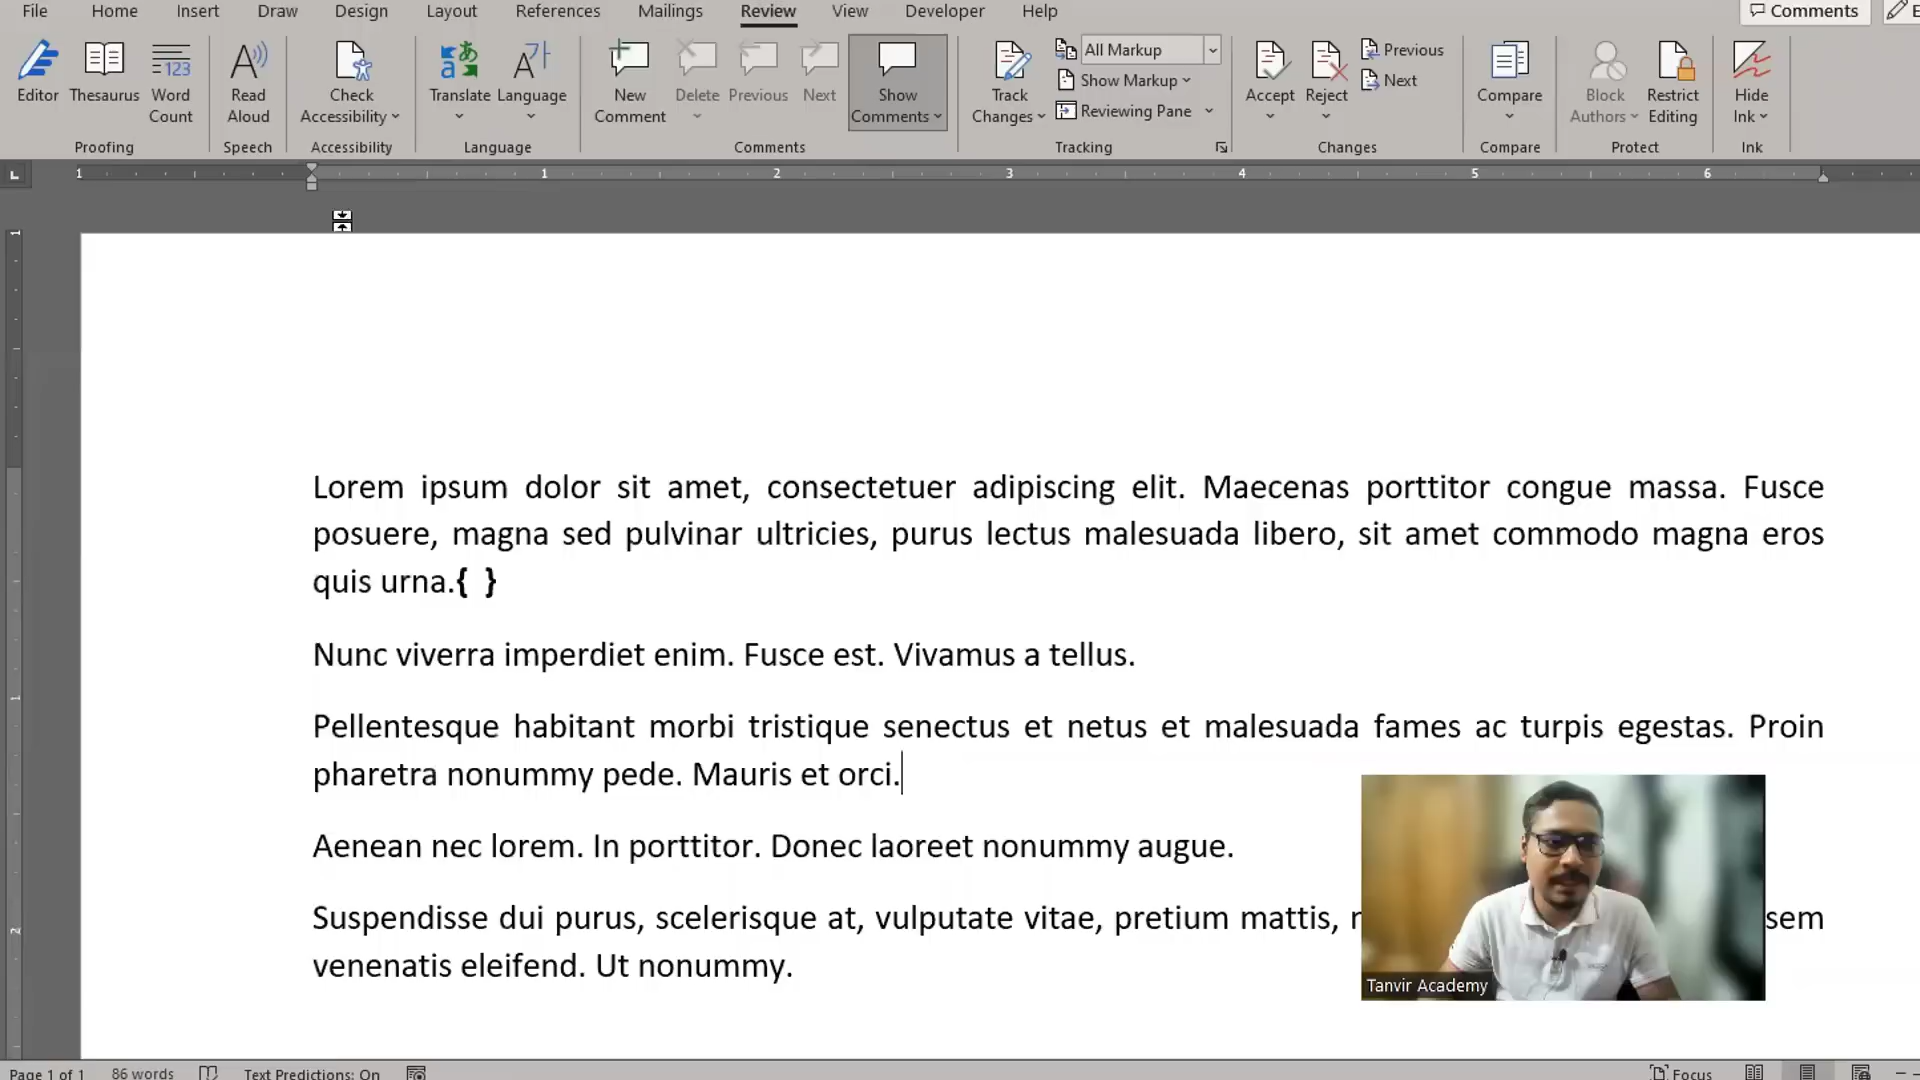 File Home Insert Draw Design Layout References Mailings Review View Developer Help Comments
Editor Thesaurus Word Count Read Aloud Check Accessibility Translate Language New Comment Delete Previous Next Show Comments Track Changes All Markup Show Markup Reviewing Pane Accept Reject Previous Next Compare Block Authors Restrict Editing Hide Ink
Proofing Speech Accessibility Language Comments Tracking Changes Compare Protect Ink
1 1 2 3 4 5 6
Lorem ipsum dolor sit amet, consectetuer adipiscing elit. Maecenas porttitor congue massa. Fusce
posuere, magna sed pulvinar ultricies, purus lectus malesuada libero, sit amet commodo magna eros
quis urna.{ }
Nunc viverra imperdiet enim. Fusce est. Vivamus a tellus.
Pellentesque habitant morbi tristique senectus et netus et malesuada fames ac turpis egestas. Proin
pharetra nonummy pede. Mauris et orci.
Aenean nec lorem. In porttitor. Donec laoreet nonummy augue.
Suspendisse dui purus, scelerisque at, vulputate vitae, pretium mattis, sem
venenatis eleifend. Ut nonummy.
Tanvir Academy
Page 1 of 1 86 words Text Predictions: On Focus